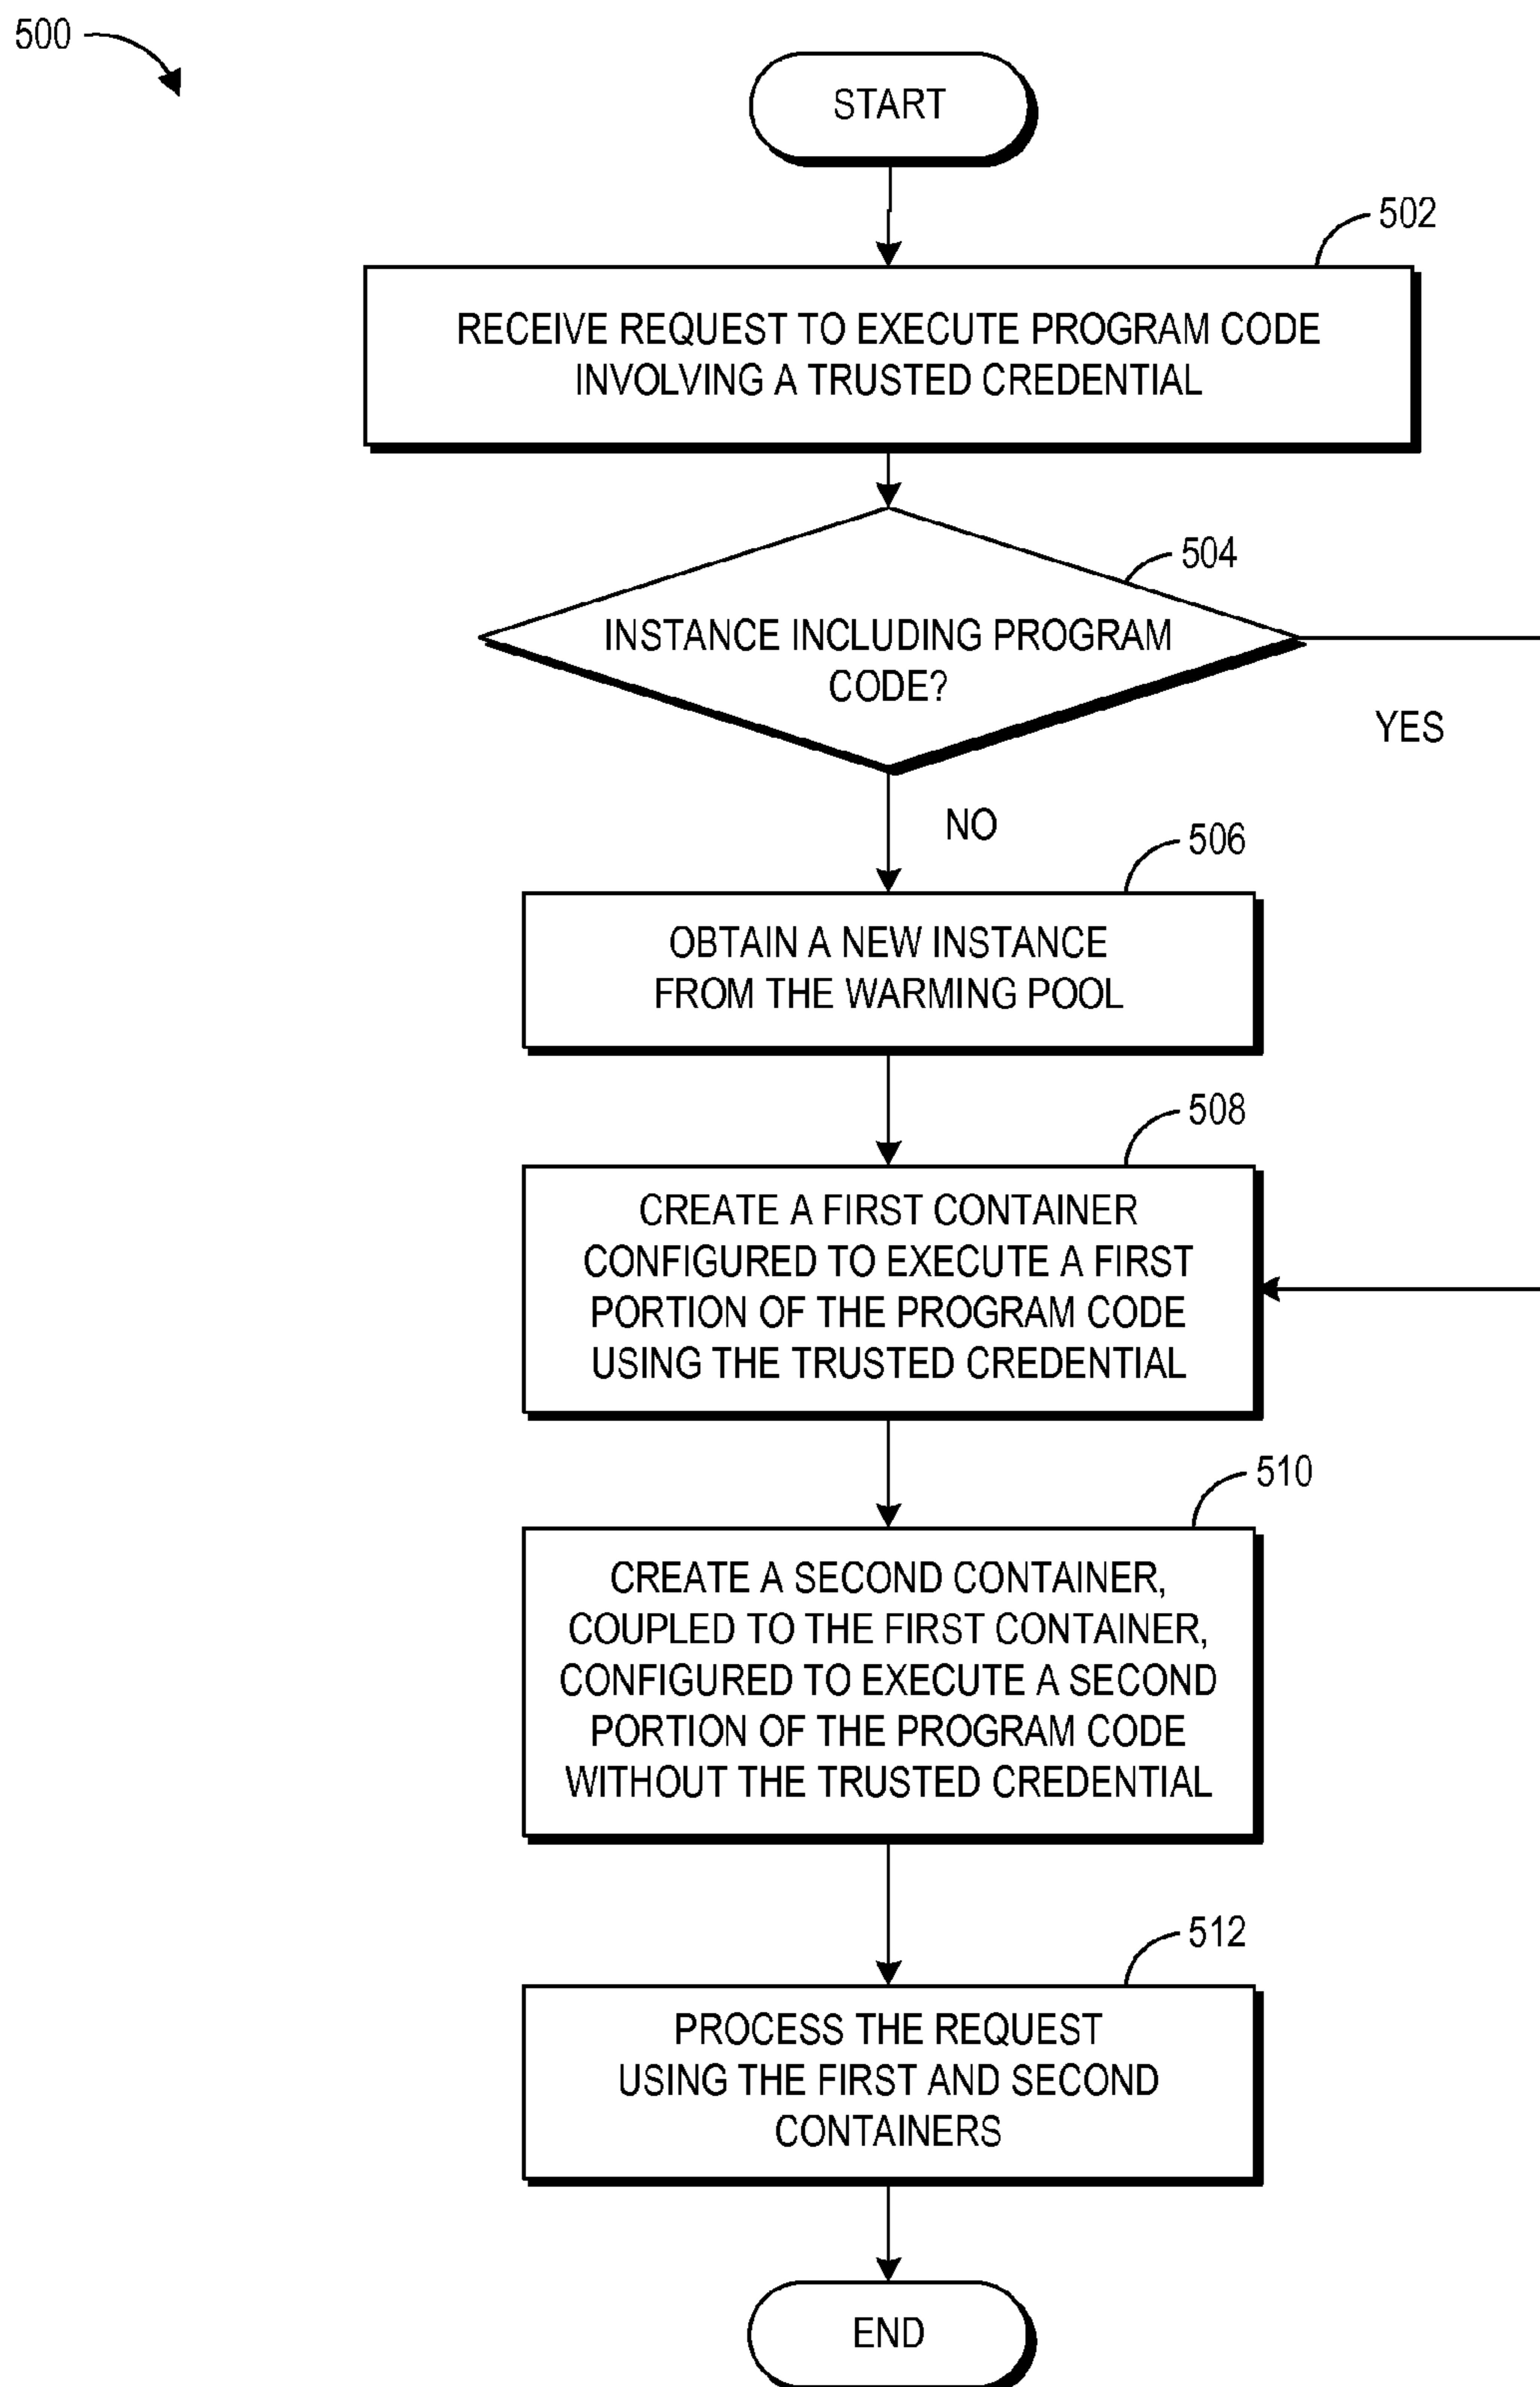 500
START
502
RECEIVE REQUEST TO EXECUTE PROGRAM CODE
INVOLVING A TRUSTED CREDENTIAL
504
INSTANCE INCLUDING PROGRAM
CODE?
YES
NO
506
OBTAIN A NEW INSTANCE
FROM THE WARMING POOL
508
CREATE A FIRST CONTAINER
CONFIGURED TO EXECUTE A FIRST
PORTION OF THE PROGRAM CODE
USING THE TRUSTED CREDENTIAL
510
CREATE A SECOND CONTAINER,
COUPLED TO THE FIRST CONTAINER,
CONFIGURED TO EXECUTE A SECOND
PORTION OF THE PROGRAM CODE
WITHOUT THE TRUSTED CREDENTIAL
512
PROCESS THE REQUEST
USING THE FIRST AND SECOND
CONTAINERS
END